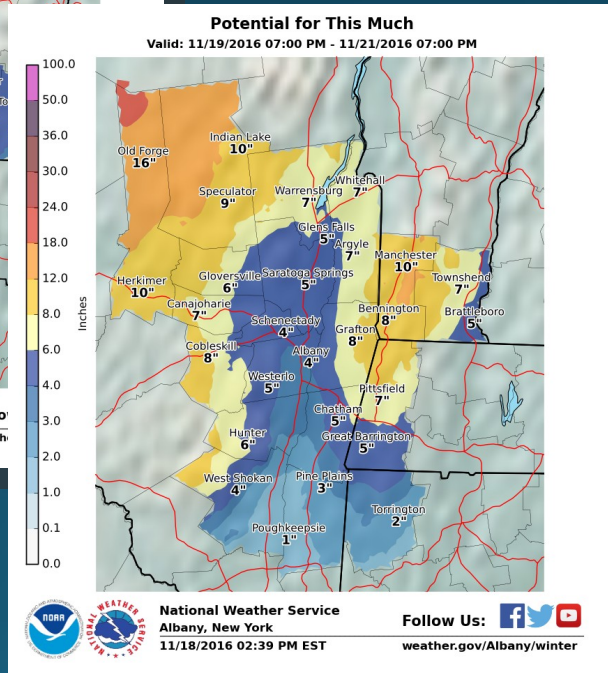 Potential for This Much
Valid: 11/19/2016 07:00 PM - 11/21/2016 07:00 PM
100.0
50.0
36.0
30.0
24.0
18.0
12.0
8.0
6.0
4.0
3.0
2.0
1.0
0.1
0.0
Inches
Indian Lake
10"
Old Forge
16"
Speculator
9"
Warrensburg
7"
Whitehall
7"
Glens Falls
5"
Argyle
7"
Manchester
10"
Herkimer
10"
Gloversville
6"
Saratoga Springs
5"
Townshend
7"
Canajoharie
7"
Schenectady
4"
Bennington
8"
Brattleboro
5"
Grafton
8"
Cobleskill
8"
Albany
4"
Westerlo
5"
Pittsfield
7"
Chatham
5"
Hunter
6"
Great Barrington
5"
West Shokan
4"
Pine Plains
3"
Torrington
2"
Poughkeepsie
1"
NOAA
NATIONAL WEATHER SERVICE
National Weather Service
Albany, New York
11/18/2016 02:39 PM EST
Follow Us:
weather.gov/Albany/winter